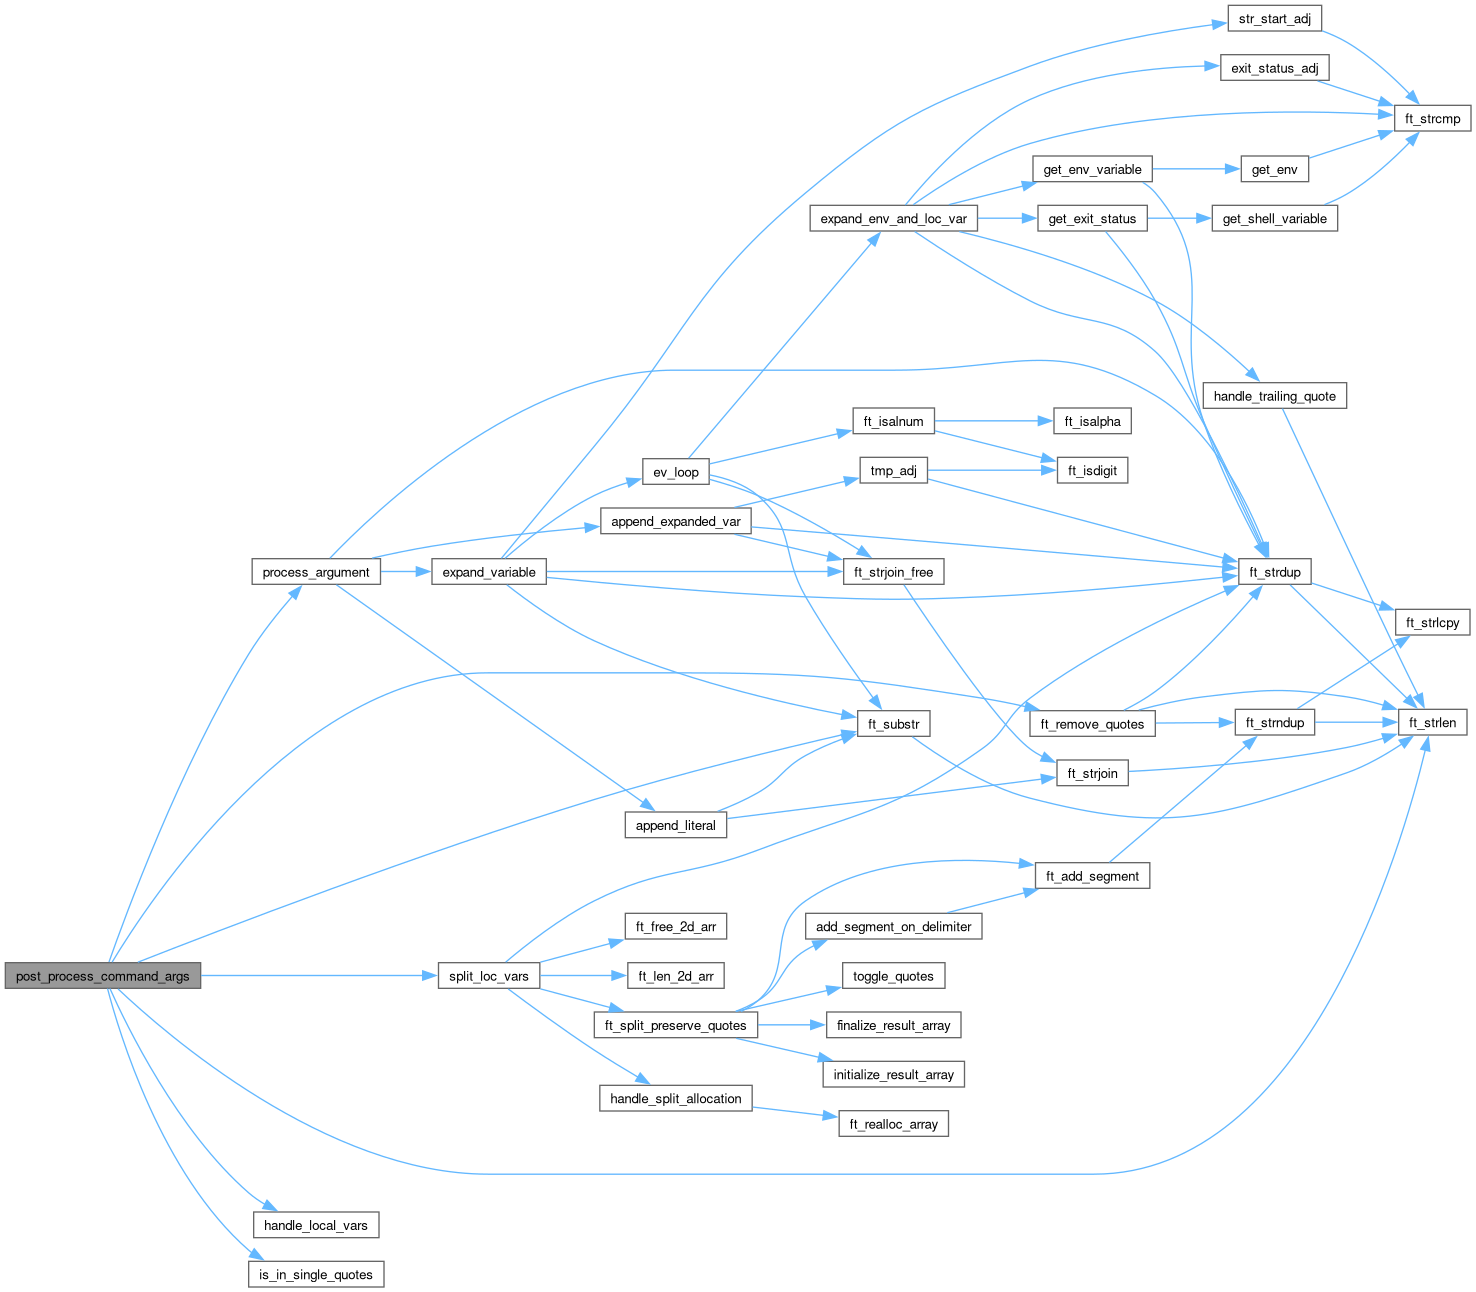 str_start_adj
exit_status_adj
ft_strcmp
get_env_variable
get_env
expand_env_and_loc_var
get_exit_status
get_shell_variable
handle_trailing_quote
ft_isalnum
ft_isalpha
ev_loop
tmp_adj
ft_isdigit
append_expanded_var
process_argument
expand_variable
ft_strjoin_free
ft_strdup
ft_strlcpy
ft_substr
ft_remove_quotes
ft_strndup
ft_strlen
ft_strjoin
append_literal
ft_add_segment
ft_free_2d_arr
add_segment_on_delimiter
post_process_command_args
split_loc_vars
ft_len_2d_arr
toggle_quotes
ft_split_preserve_quotes
finalize_result_array
initialize_result_array
handle_split_allocation
ft_realloc_array
handle_local_vars
is_in_single_quotes